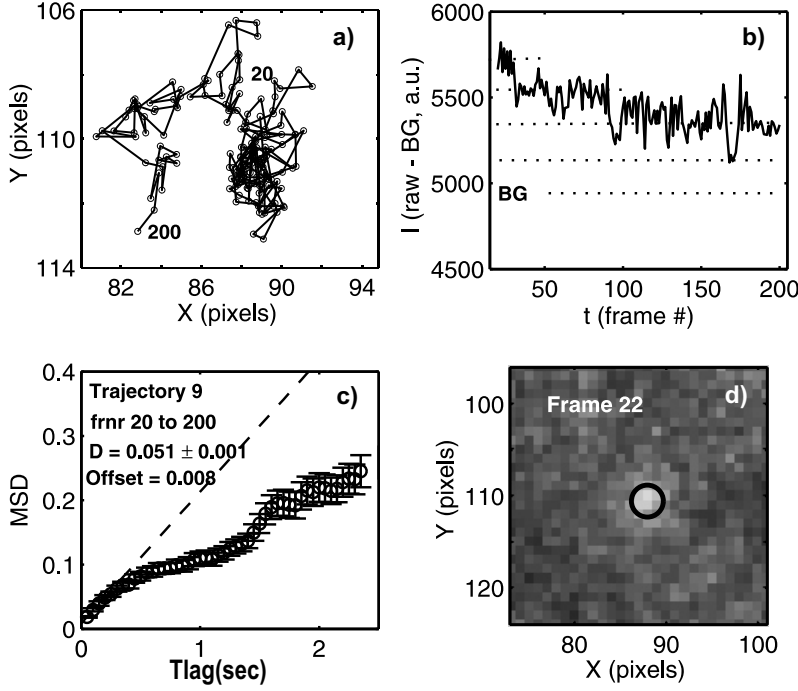 106
110
114
Y (pixels)
a)
20
200
82
86
90
94
X (pixels)
6000
5500
5000
4500
I (raw - BG, a.u.)
b)
BG
50
100
150
200
t (frame #)
0.4
0.3
0.2
0.1
0
MSD
Trajectory 9
c)
frnr 20 to 200
D = 0.051 ± 0.001
Offset = 0.008
0
1
2
Tlag(sec)
100
110
120
Y (pixels)
Frame 22
d)
80
90
100
X (pixels)